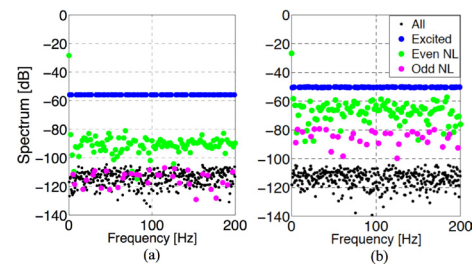 0
−20
−40
−60
−80
−100
−120
−140
Spectrum [dB]
0 100 200
Frequency [Hz]
(a)
0
−20
−40
−60
−80
−100
−120
−140
All
Excited
Even NL
Odd NL
0 100 200
Frequency [Hz]
(b)